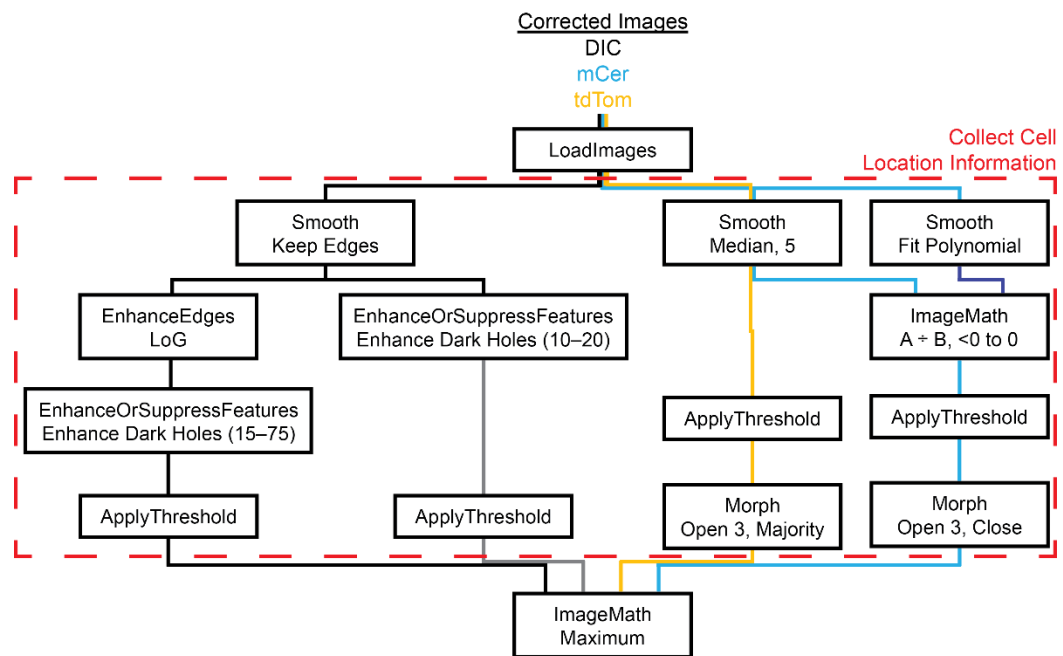 Corrected Images
DIC
mCer
tdTom
LoadImages
Collect Cell
Location Information
Smooth
Keep Edges
Smooth
Median, 5
Smooth
Fit Polynomial
EnhanceEdges
LoG
EnhanceOrSuppressFeatures
Enhance Dark Holes (10–20)
ImageMath
A ÷ B, <0 to 0
EnhanceOrSuppressFeatures
Enhance Dark Holes (15–75)
ApplyThreshold
ApplyThreshold
ApplyThreshold
ApplyThreshold
Morph
Open 3, Majority
Morph
Open 3, Close
ImageMath
Maximum